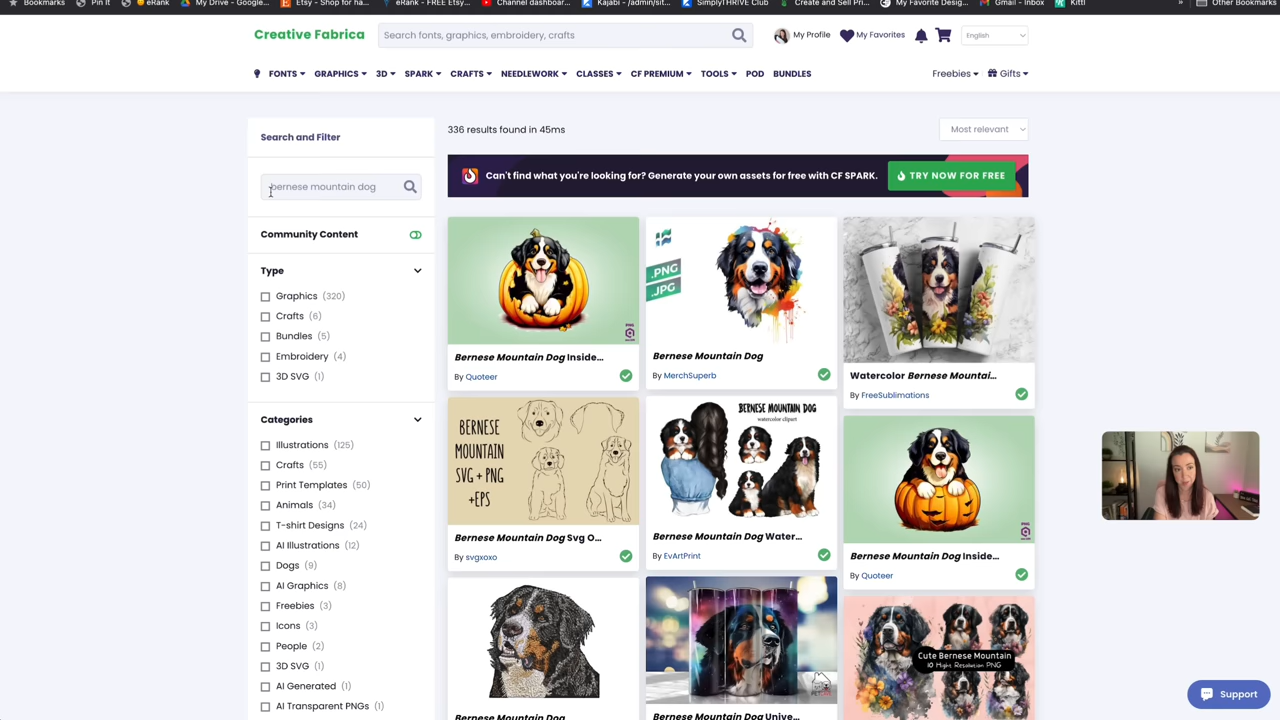 Bookmarks
Pin It
eRank
My Drive - Google...
Etsy - Shop for ha...
eRank - FREE Etsy...
Channel dashboar...
Kajabi - /admin/sit...
SimplyTHRIVE Club
Create and Sell Pri...
My Favorite Desig...
Gmail - Inbox
Kittl
»
Other Bookmarks
Creative Fabrica
Search fonts, graphics, embroidery, crafts
My Profile
My Favorites
English
FONTS
GRAPHICS
3D
SPARK
CRAFTS
NEEDLEWORK
CLASSES
CF PREMIUM
TOOLS
POD
BUNDLES
Freebies
Gifts
Search and Filter
bernese mountain dog
Community Content
Type
Graphics (320)
Crafts (6)
Bundles (5)
Embroidery (4)
3D SVG (1)
Categories
Illustrations (125)
Crafts (55)
Print Templates (50)
Animals (34)
T-shirt Designs (24)
AI Illustrations (12)
Dogs (9)
AI Graphics (8)
Freebies (3)
Icons (3)
People (2)
3D SVG (1)
AI Generated (1)
AI Transparent PNGs (1)
336 results found in 45ms
Most relevant
Can't find what you're looking for? Generate your own assets for free with CF SPARK.
TRY NOW FOR FREE
Bernese Mountain Dog Inside...
By Quoteer
.PNG
.JPG
Bernese Mountain Dog
By MerchSuperb
Watercolor Bernese Mountai...
By FreeSublimations
BERNESE
MOUNTAIN
SVG + PNG
+EPS
Bernese Mountain Dog Svg O...
By svgxoxo
BERNESE MOUNTAIN DOG
watercolor clipart
Bernese Mountain Dog Water...
By EvArtPrint
Bernese Mountain Dog Inside...
By Quoteer
Bernese Mountain Dog
Bernese Mountain Dog Unive...
Cute Bernese Mountain
10 Hight Resolution PNG
Support